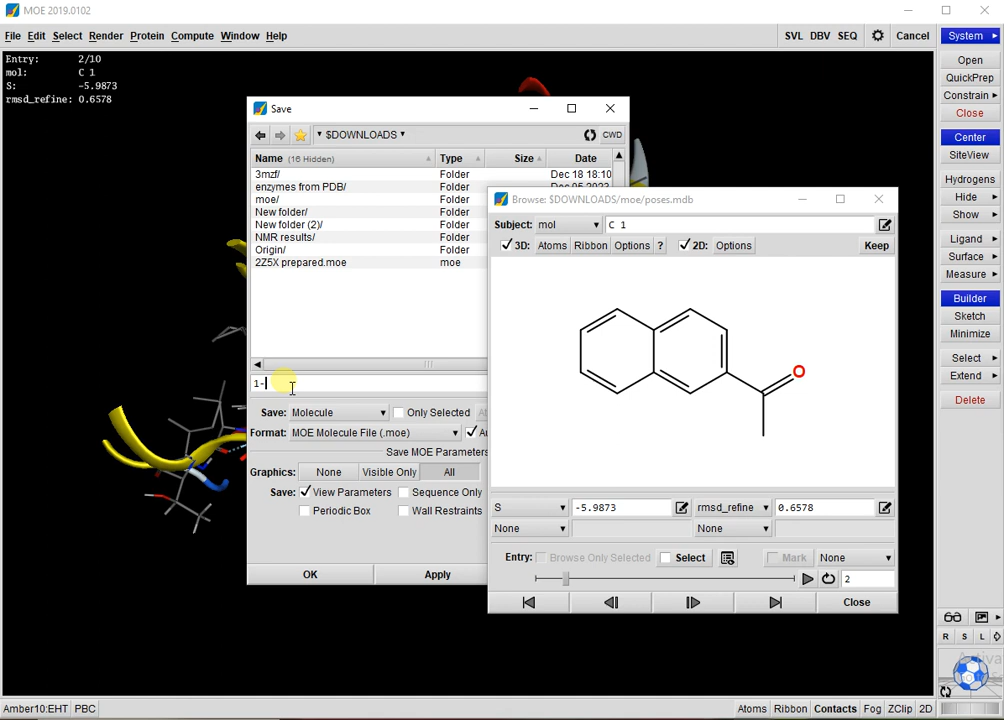 MOE 2019.0102
File Edit Select Render Protein Compute Window Help SVL DBV SEQ Cancel System
Entry: 2/10
mol: C 1
S: -5.9873
rmsd_refine: 0.6578
Open
QuickPrep
Constrain
Close
Center
SiteView
Hydrogens
Hide
Show
Ligand
Surface
Measure
Builder
Sketch
Minimize
Select
Extend
Delete
R S L
Save
$DOWNLOADS CWD
Name (16 Hidden) Type Size Date
3mzf/ Folder Dec 18 18:10
enzymes from PDB/ Folder Dec 05 2022
moe/ Folder
New folder/ Folder
New folder (2)/ Folder
NMR results/ Folder
Origin/ Folder
2Z5X prepared.moe moe
1-
Save: Molecule Only Selected
Format: MOE Molecule File (.moe)
Save MOE Parameters
Graphics: None Visible Only All
Save: View Parameters Sequence Only
Periodic Box Wall Restraints
OK Apply
Browse: $DOWNLOADS/moe/poses.mdb
Subject: mol C 1
3D: Atoms Ribbon Options ? 2D: Options Keep
O
S -5.9873 rmsd_refine 0.6578
None None
Entry: Browse Only Selected Select Mark None
2
Close
Amber10:EHT PBC Atoms Ribbon Contacts Fog ZClip 2D